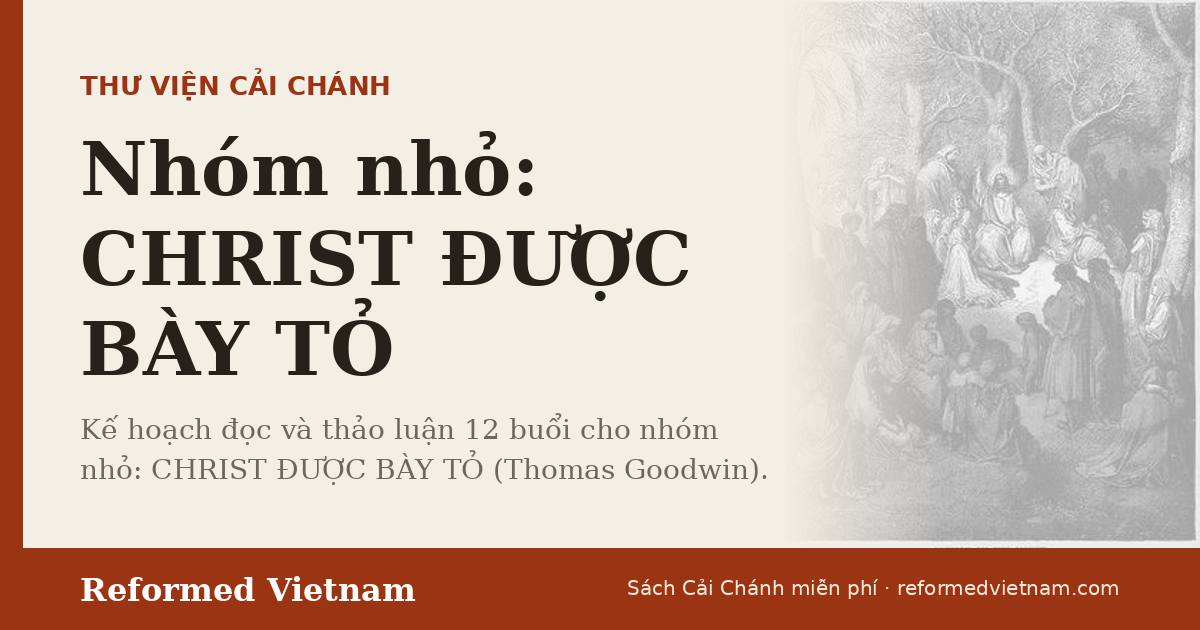 THƯ VIỆN CẢI CHÁNH
Nhóm nhỏ:
CHRIST ĐƯỢC
BÀY TỎ
Kế hoạch đọc và thảo luận 12 buổi cho nhóm
nhỏ: CHRIST ĐƯỢC BÀY TỎ (Thomas Goodwin).
Reformed Vietnam
Sách Cải Chánh miễn phí · reformedvietnam.com